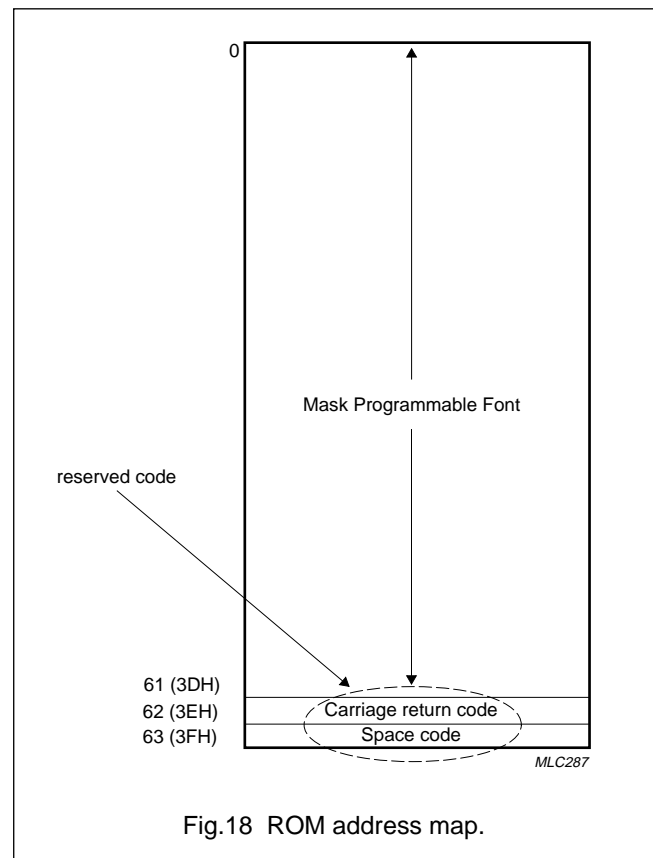 0
Mask Programmable Font
reserved code
61 (3DH)
62 (3EH)
Carriage return code
63 (3FH)
Space code
MLC287
Fig.18 ROM address map.